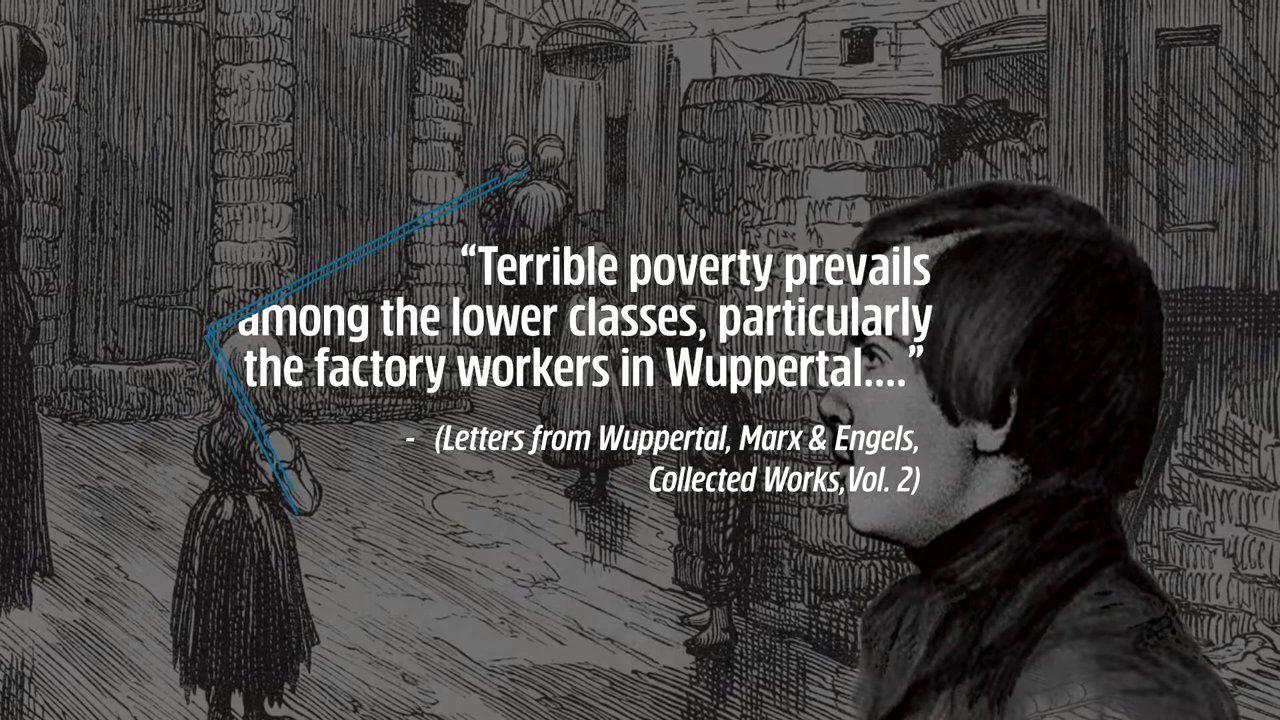 “Terrible poverty prevails
among the lower classes, particularly
the factory workers in Wuppertal....”
- (Letters from Wuppertal, Marx & Engels,
Collected Works,Vol. 2)